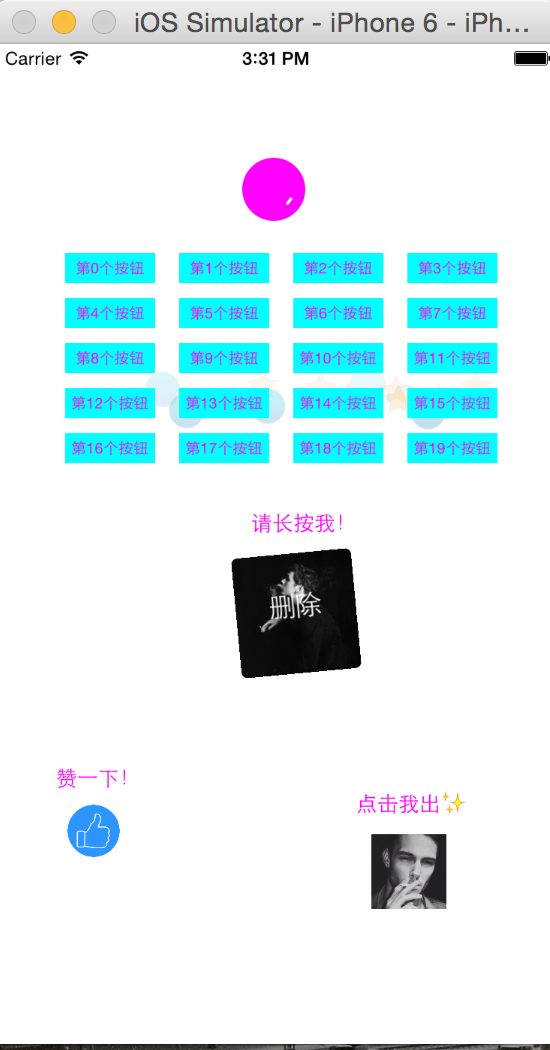 iOS Simulator - iPhone 6 - iPh...
Carrier 3:31 PM
第0个按钮 第1个按钮 第2个按钮 第3个按钮
第4个按钮 第5个按钮 第6个按钮 第7个按钮
第8个按钮 第9个按钮 第10个按钮 第11个按钮
第12个按钮 第13个按钮 第14个按钮 第15个按钮
第16个按钮 第17个按钮 第18个按钮 第19个按钮
请长按我!
删除
赞一下!
点击我出✨